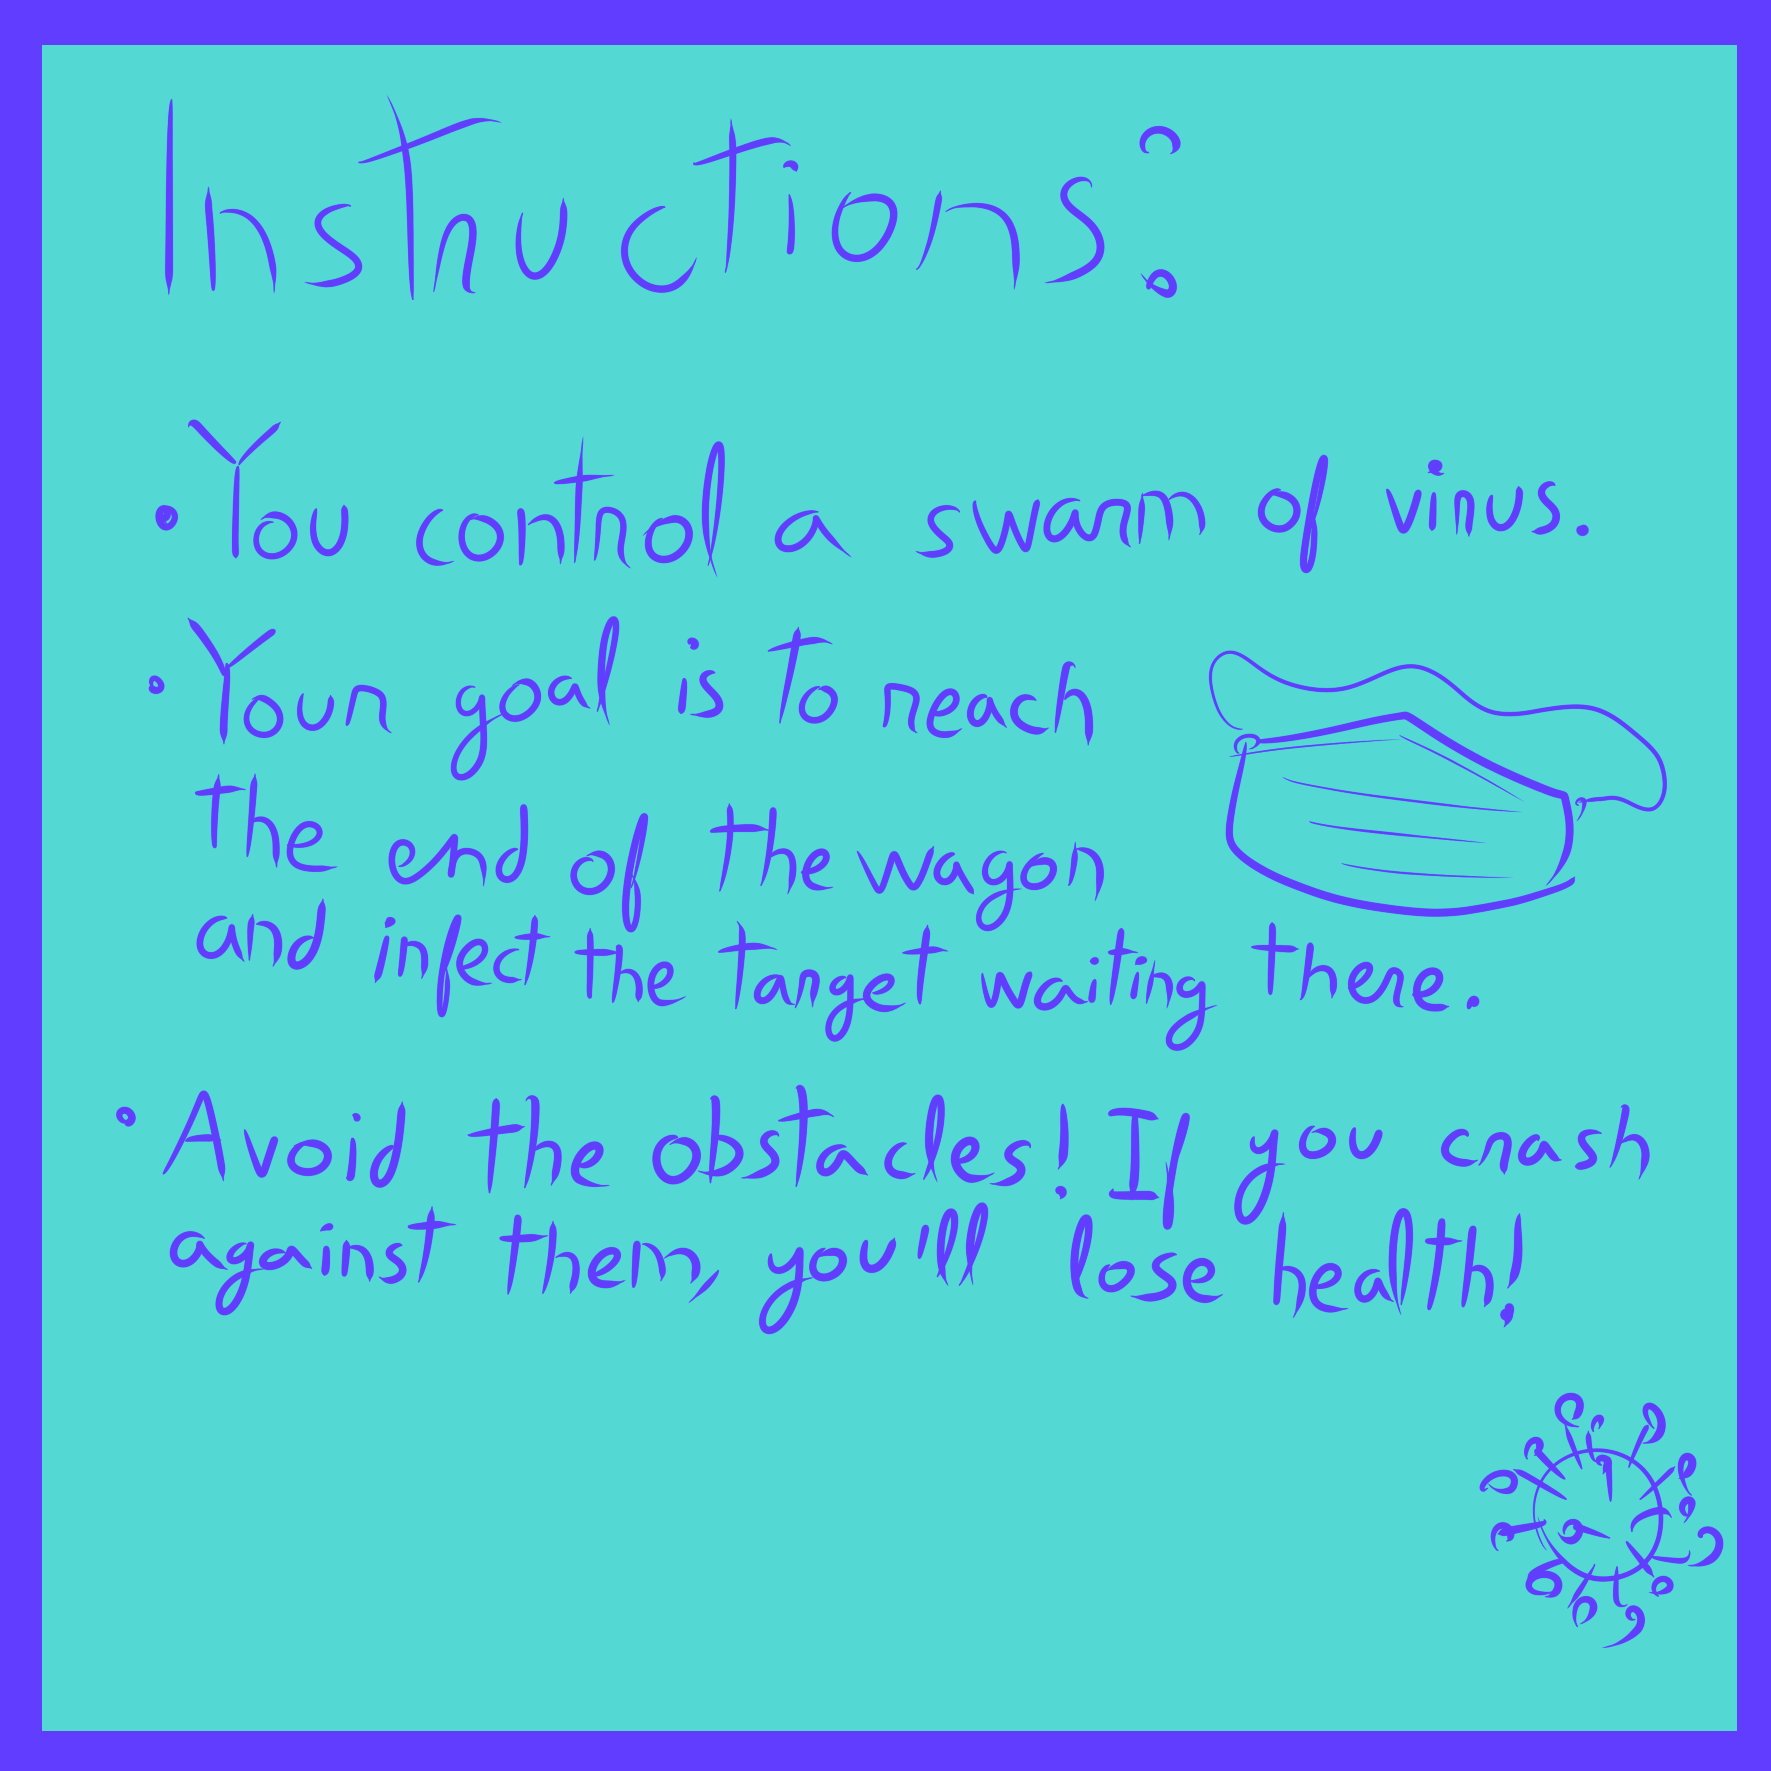 Instructions:
• You control a swarm of virus.
• Your goal is to reach
the end of the wagon
and infect the target waiting there.
• Avoid the obstacles! If you crash
against them, you'll lose health!